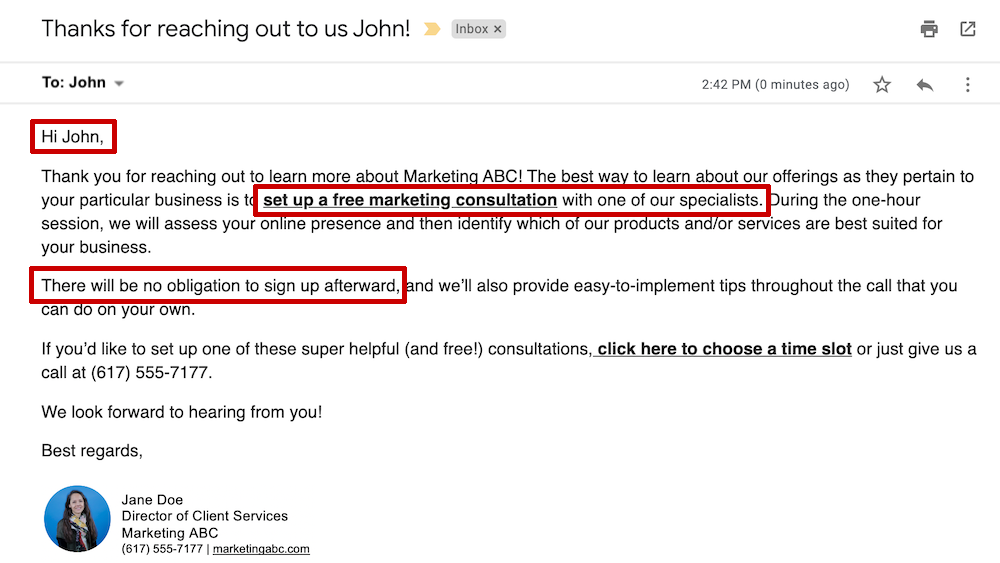 Thanks for reaching out to us John! Inbox ×
To: John 2:42 PM (0 minutes ago)
Hi John,
Thank you for reaching out to learn more about Marketing ABC! The best way to learn about our offerings as they pertain to
your particular business is to set up a free marketing consultation with one of our specialists. During the one-hour
session, we will assess your online presence and then identify which of our products and/or services are best suited for
your business.
There will be no obligation to sign up afterward, and we’ll also provide easy-to-implement tips throughout the call that you
can do on your own.
If you’d like to set up one of these super helpful (and free!) consultations, click here to choose a time slot or just give us a
call at (617) 555-7177.
We look forward to hearing from you!
Best regards,
Jane Doe
Director of Client Services
Marketing ABC
(617) 555-7177 | marketingabc.com